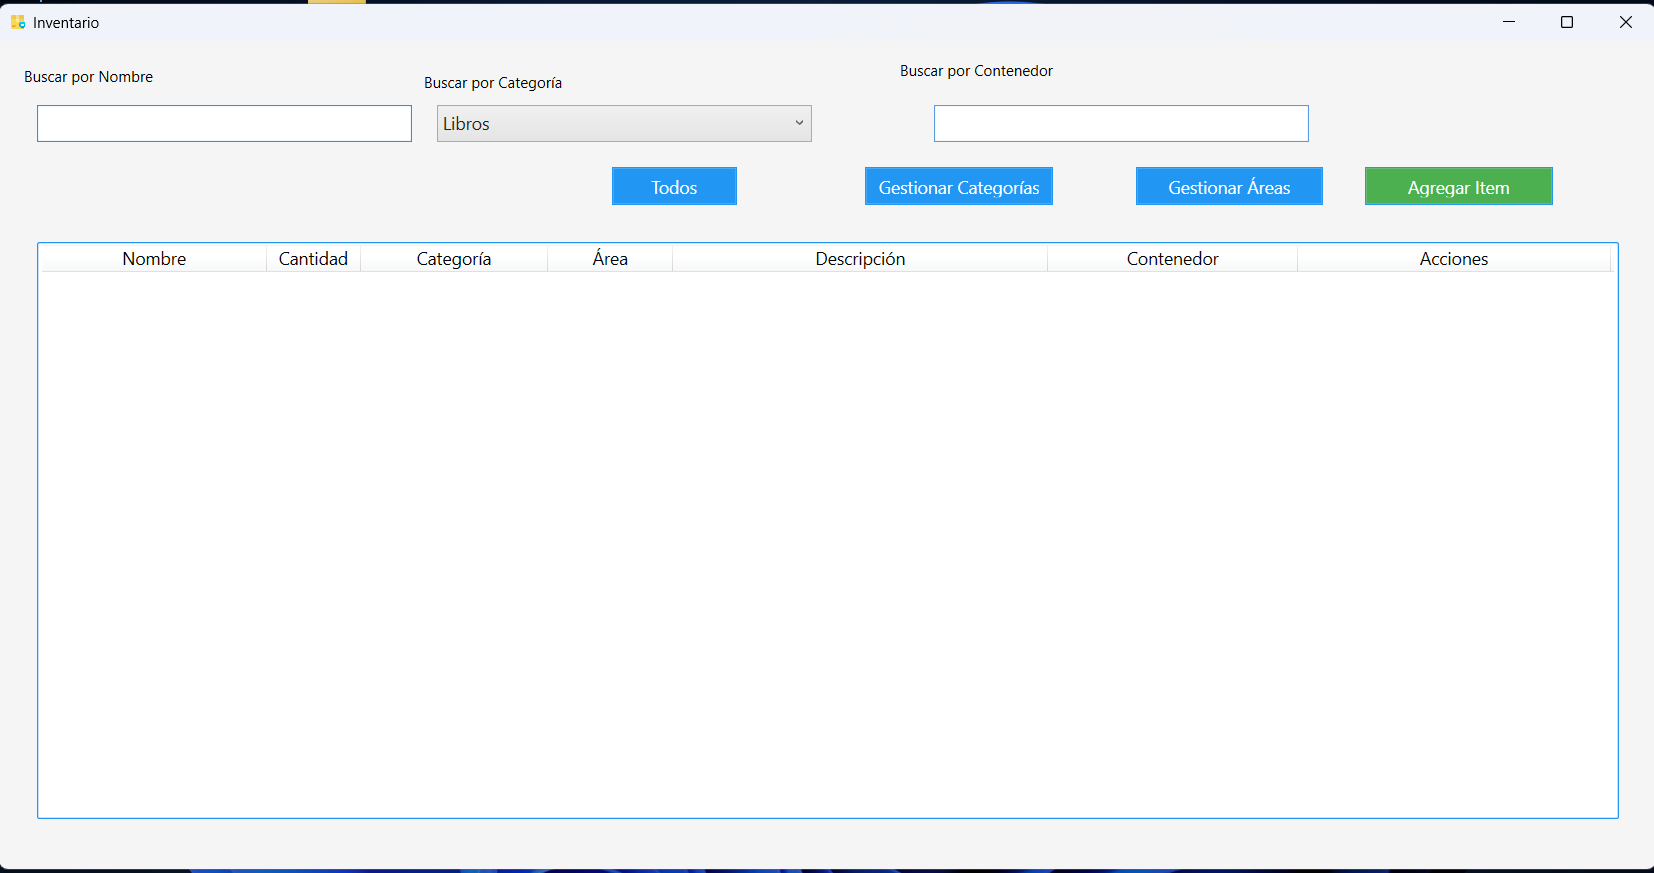 Inventario
Buscar por Nombre
Buscar por Categoría
Buscar por Contenedor
Libros
Todos
Gestionar Categorías
Gestionar Áreas
Agregar Item
Nombre Cantidad Categoría Área Descripción Contenedor Acciones